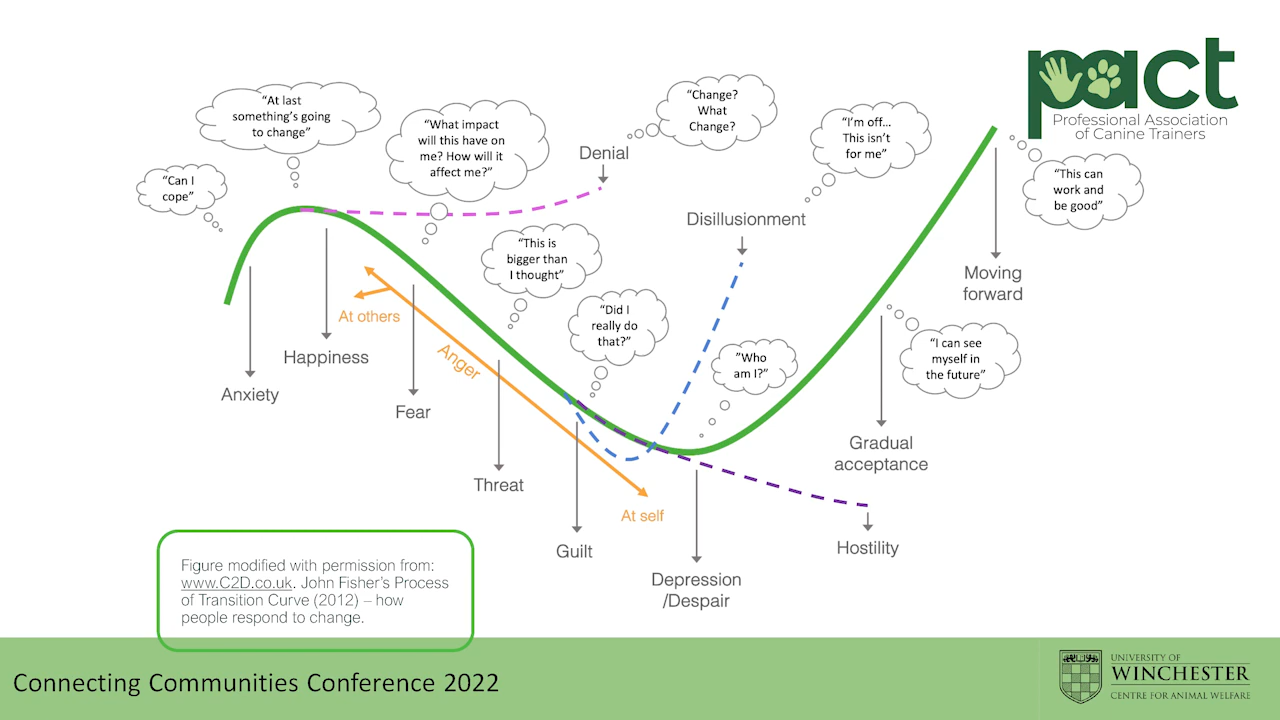 pact
Professional Association
of Canine Trainers
“Can I
cope”
“At last
something’s going
to change”
“What impact
will this have on
me? How will it
affect me?”
“Change?
What
Change?
Denial
“I’m off...
This isn’t
for me”
Disillusionment
“This can
work and
be good”
Moving
forward
“This is
bigger than
I thought”
“Did I
really do
that?”
”Who
am I?”
“I can see
myself in
the future”
At others
Anger
At self
Anxiety
Happiness
Fear
Threat
Guilt
Depression
/Despair
Hostility
Gradual
acceptance
Figure modified with permission from:
www.C2D.co.uk. John Fisher’s Process
of Transition Curve (2012) – how
people respond to change.
Connecting Communities Conference 2022
UNIVERSITY OF
WINCHESTER
CENTRE FOR ANIMAL WELFARE